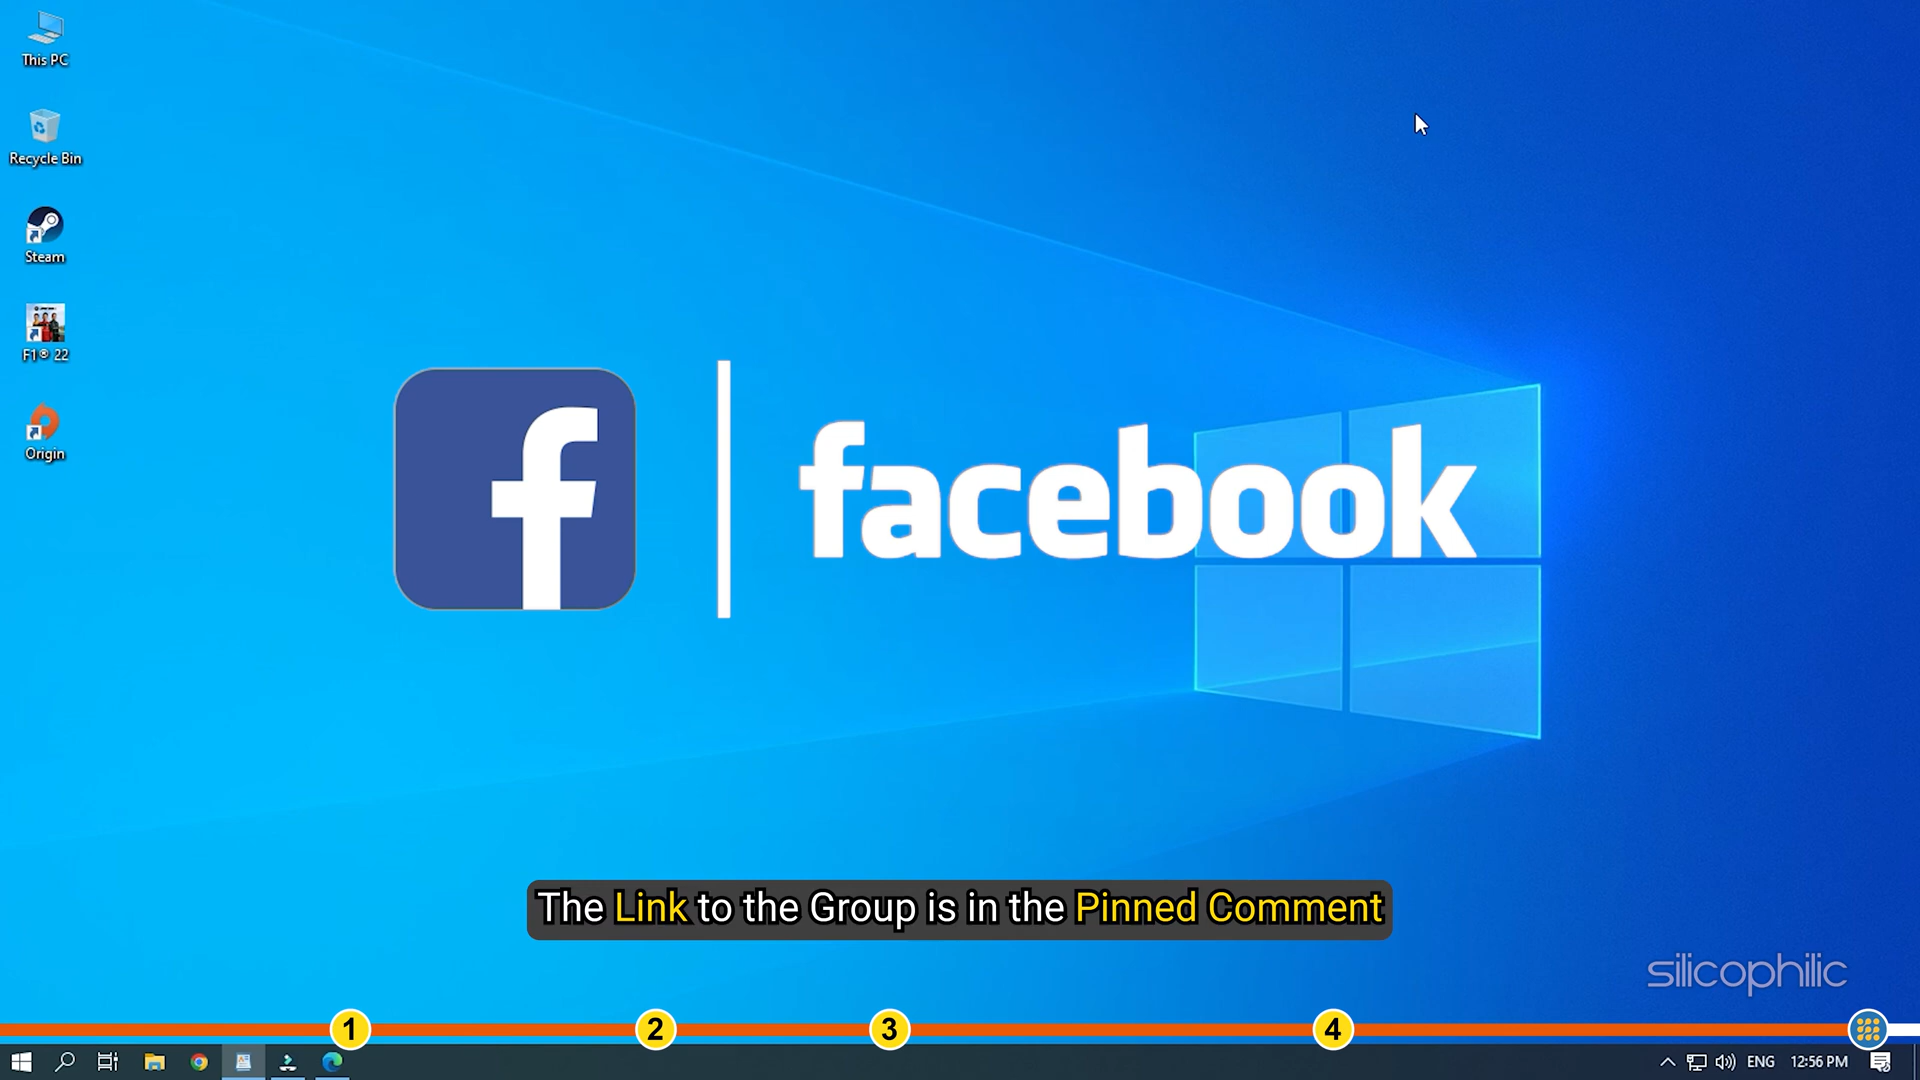 This PC
Recycle Bin
Steam
F1® 22
Origin
f
facebook
The Link to the Group is in the Pinned Comment
silicophilic
1 2 3 4
ENG 12:56 PM